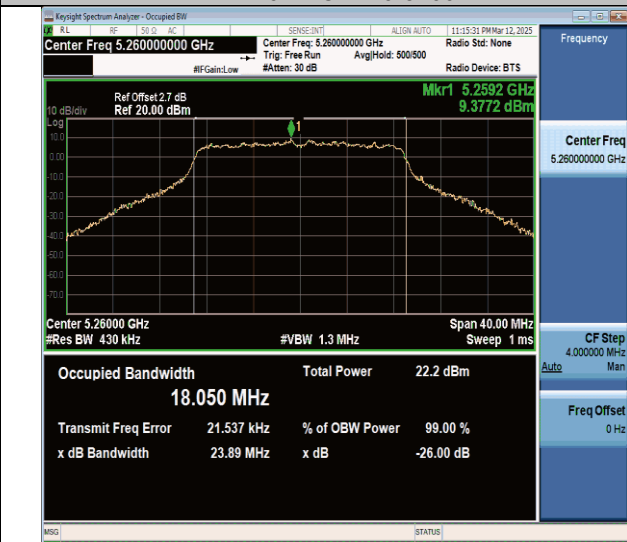 Keysight Spectrum Analyzer - Occupied BW
RL RF 50 Ω AC SENSE:INT ALIGN AUTO 11:15:31 PM Mar 12, 2025
Center Freq 5.260000000 GHz
Center Freq: 5.260000000 GHz
Radio Std: None
Trig: Free Run Avg|Hold: 500/500
#IFGain:Low #Atten: 30 dB Radio Device: BTS
Frequency
Mkr1 5.2592 GHz
9.3772 dBm
Ref Offset 2.7 dB
10 dB/div Ref 20.00 dBm
Log
1
10.0
0.00
-10.0
-20.0
-30.0
-40.0
-50.0
-60.0
-70.0
Center 5.26000 GHz Span 40.00 MHz
#Res BW 430 kHz #VBW 1.3 MHz Sweep 1 ms
Occupied Bandwidth Total Power 22.2 dBm
18.050 MHz
Transmit Freq Error 21.537 kHz % of OBW Power 99.00 %
x dB Bandwidth 23.89 MHz x dB -26.00 dB
Center Freq
5.260000000 GHz
CF Step
4.000000 MHz
Auto Man
Freq Offset
0 Hz
MSG STATUS